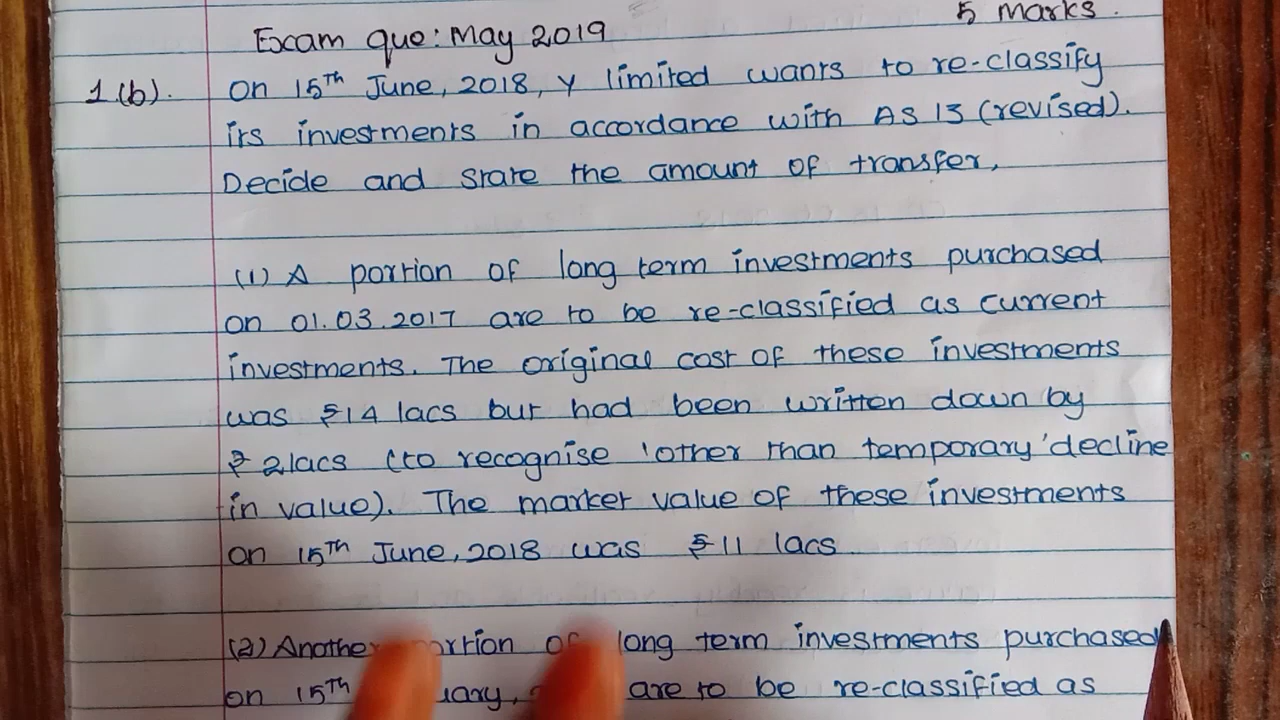 5 Marks.
Exam que: May 2019
1(b). On 15th June, 2018, Y limited wants to re-classify
its investments in accordance with AS 13 (revised).
Decide and state the amount of transfer,
(1) A portion of long term investments purchased
on 01.03.2017 are to be re-classified as current
investments. The original cost of these investments
was ₹14 lacs but had been written down by
₹2lacs (to recognise 'other than temporary' decline
in value). The market value of these investments
on 15th June, 2018 was ₹11 lacs
(2) Another portion of long term investments purchased
on 15th are to be re-classified as